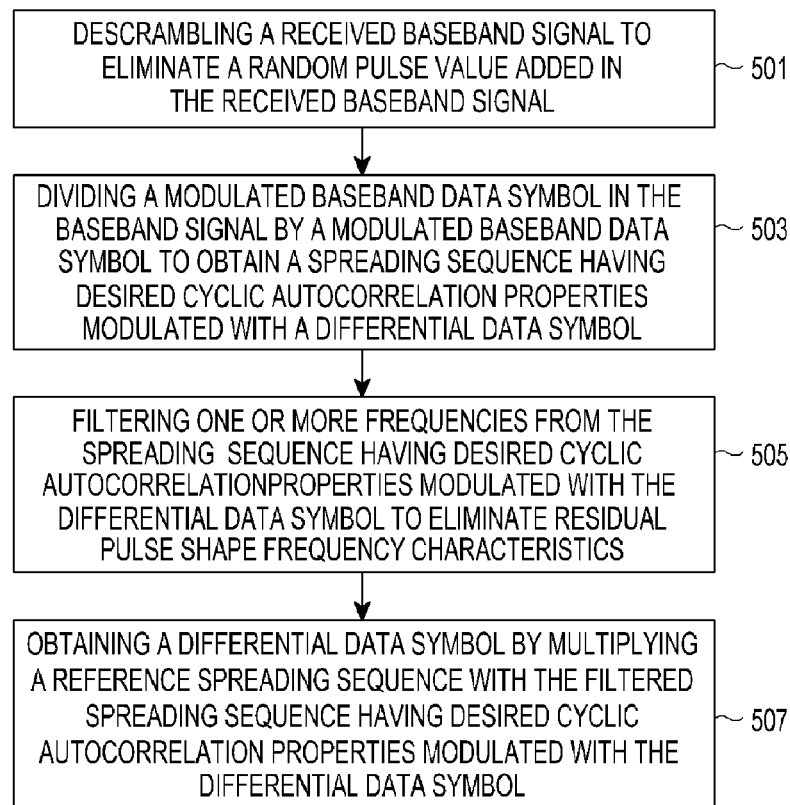 DESCRAMBLING A RECEIVED BASEBAND SIGNAL TO
ELIMINATE A RANDOM PULSE VALUE ADDED IN
THE RECEIVED BASEBAND SIGNAL
501
DIVIDING A MODULATED BASEBAND DATA SYMBOL IN THE
BASEBAND SIGNAL BY A MODULATED BASEBAND DATA
SYMBOL TO OBTAIN A SPREADING SEQUENCE HAVING
DESIRED CYCLIC AUTOCORRELATION PROPERTIES
MODULATED WITH A DIFFERENTIAL DATA SYMBOL
503
FILTERING ONE OR MORE FREQUENCIES FROM THE
SPREADING SEQUENCE HAVING DESIRED CYCLIC
AUTOCORRELATIONPROPERTIES MODULATED WITH THE
DIFFERENTIAL DATA SYMBOL TO ELIMINATE RESIDUAL
PULSE SHAPE FREQUENCY CHARACTERISTICS
505
OBTAINING A DIFFERENTIAL DATA SYMBOL BY MULTIPLYING
A REFERENCE SPREADING SEQUENCE WITH THE FILTERED
SPREADING SEQUENCE HAVING DESIRED CYCLIC
AUTOCORRELATION PROPERTIES MODULATED WITH THE
DIFFERENTIAL DATA SYMBOL
507